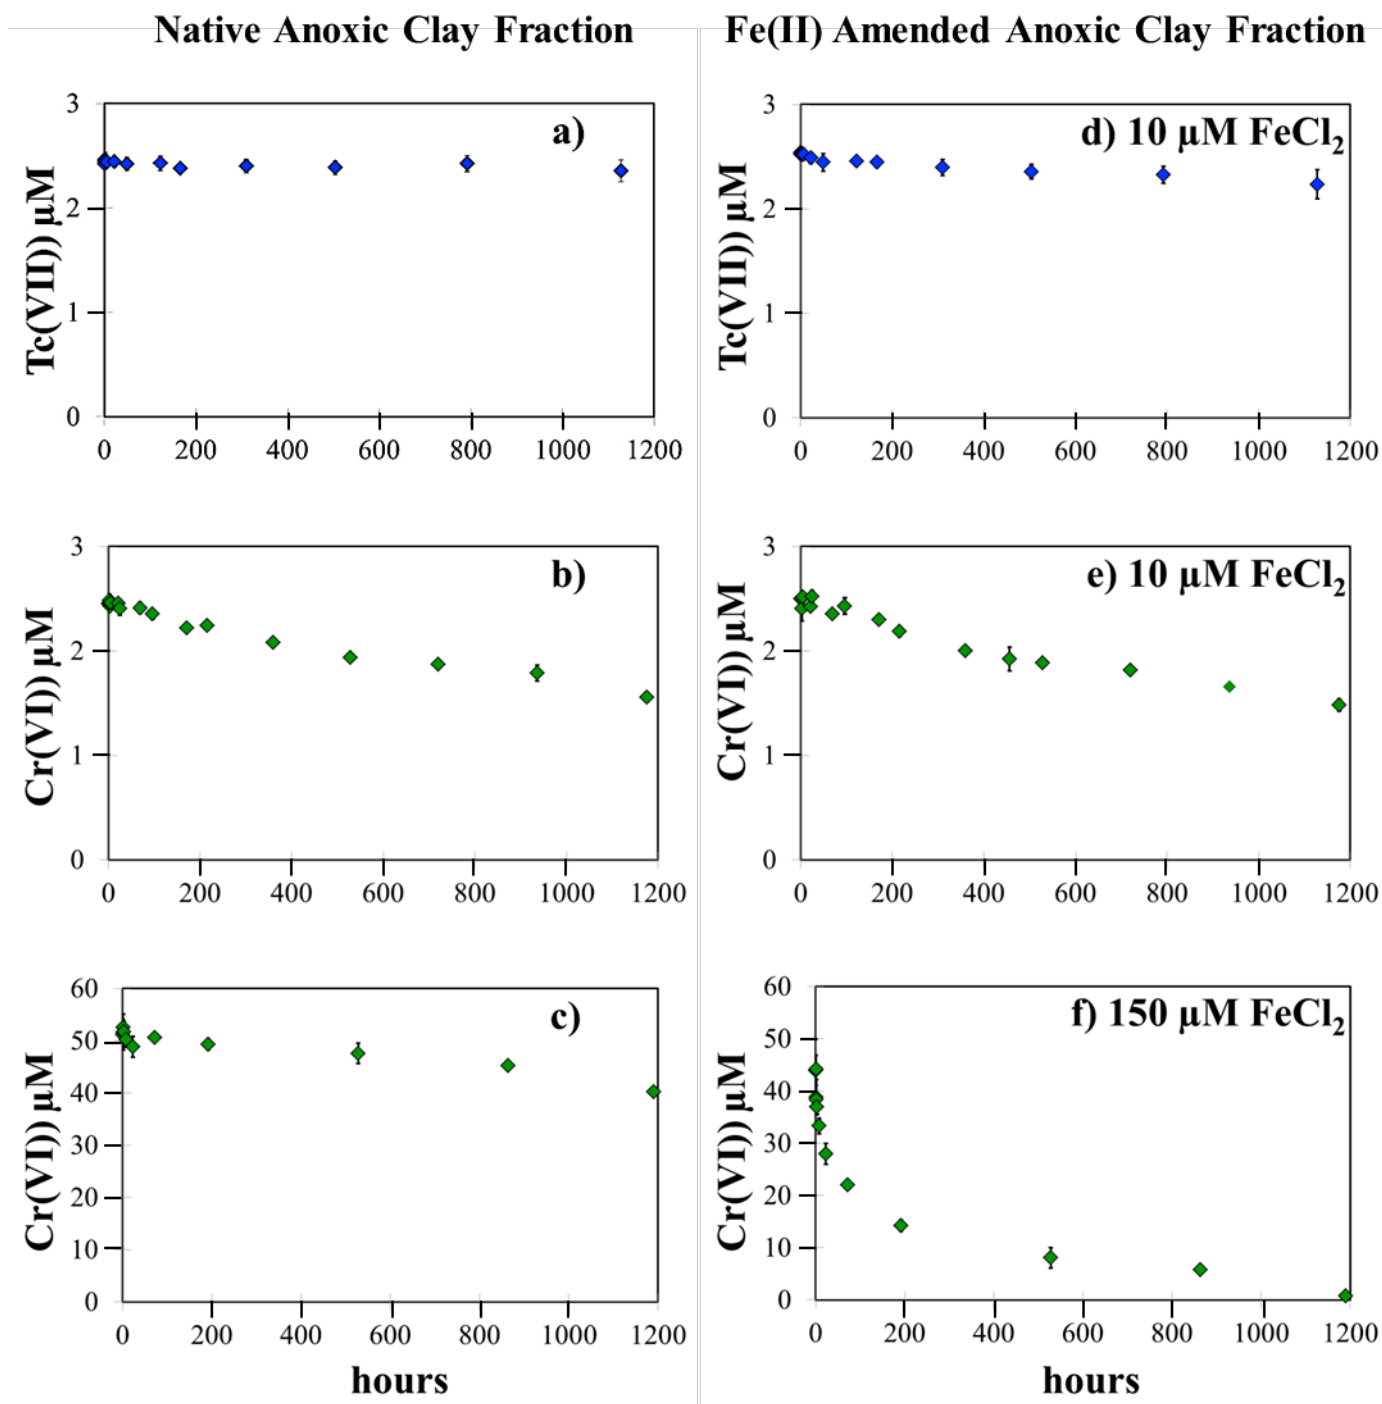 Native Anoxic Clay Fraction
Fe(II) Amended Anoxic Clay Fraction
a)
Tc(VII)) μM
3
2
1
0
0 200 400 600 800 1000 1200
d) 10 μM FeCl₂
Tc(VII)) μM
3
2
1
0
0 200 400 600 800 1000 1200
b)
Cr(VI)) μM
3
2
1
0
0 200 400 600 800 1000 1200
e) 10 μM FeCl₂
Cr(VI)) μM
3
2
1
0
0 200 400 600 800 1000 1200
c)
Cr(VI)) μM
60
50
40
30
20
10
0
0 200 400 600 800 1000 1200
hours
f) 150 μM FeCl₂
Cr(VI)) μM
60
50
40
30
20
10
0
0 200 400 600 800 1000 1200
hours